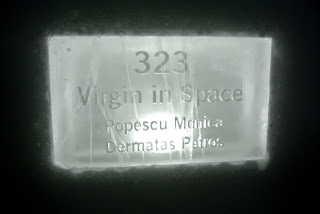 323
Virgin in Space
Popescu Monica
Dermatas Petros